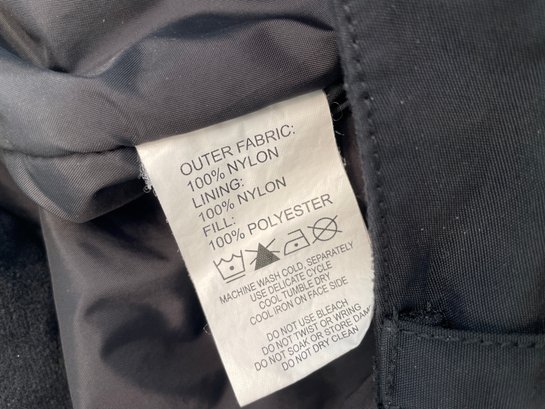 OUTER FABRIC:
100% NYLON
LINING:
100% NYLON
FILL:
100% POLYESTER
MACHINE WASH COLD, SEPARATELY
USE DELICATE CYCLE
COOL TUMBLE DRY
COOL IRON ON FACE SIDE
DO NOT USE BLEACH
DO NOT TWIST OR WRING
DO NOT SOAK OR STORE DAM
DO NOT DRY CLEAN